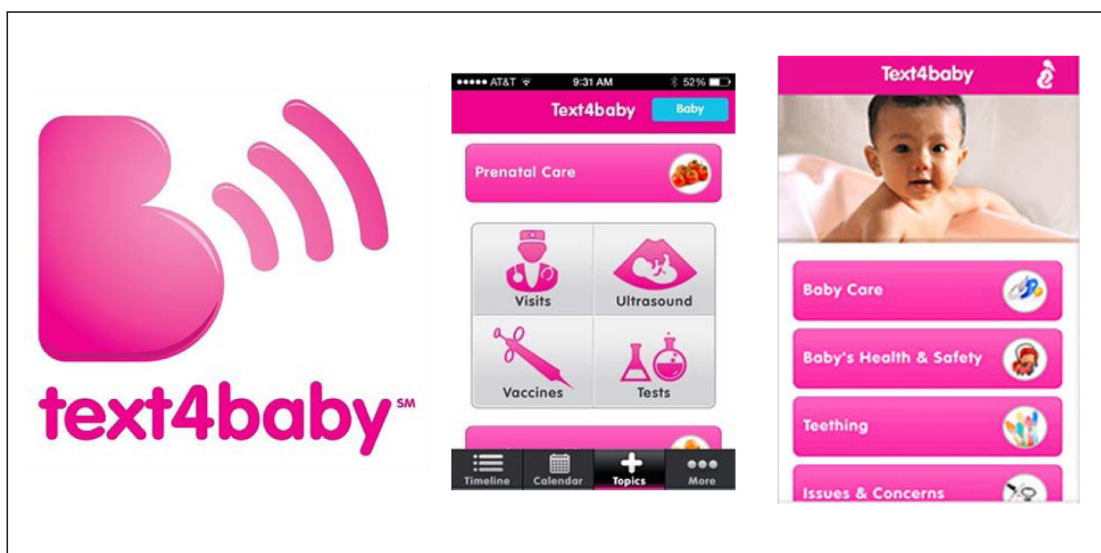 text4baby℠
AT&T 9:31 AM 52%
Text4baby Baby
Prenatal Care
Visits Ultrasound
Vaccines Tests
Timeline Calendar Topics More
Text4baby
Baby Care
Baby's Health & Safety
Teething
Issues & Concerns